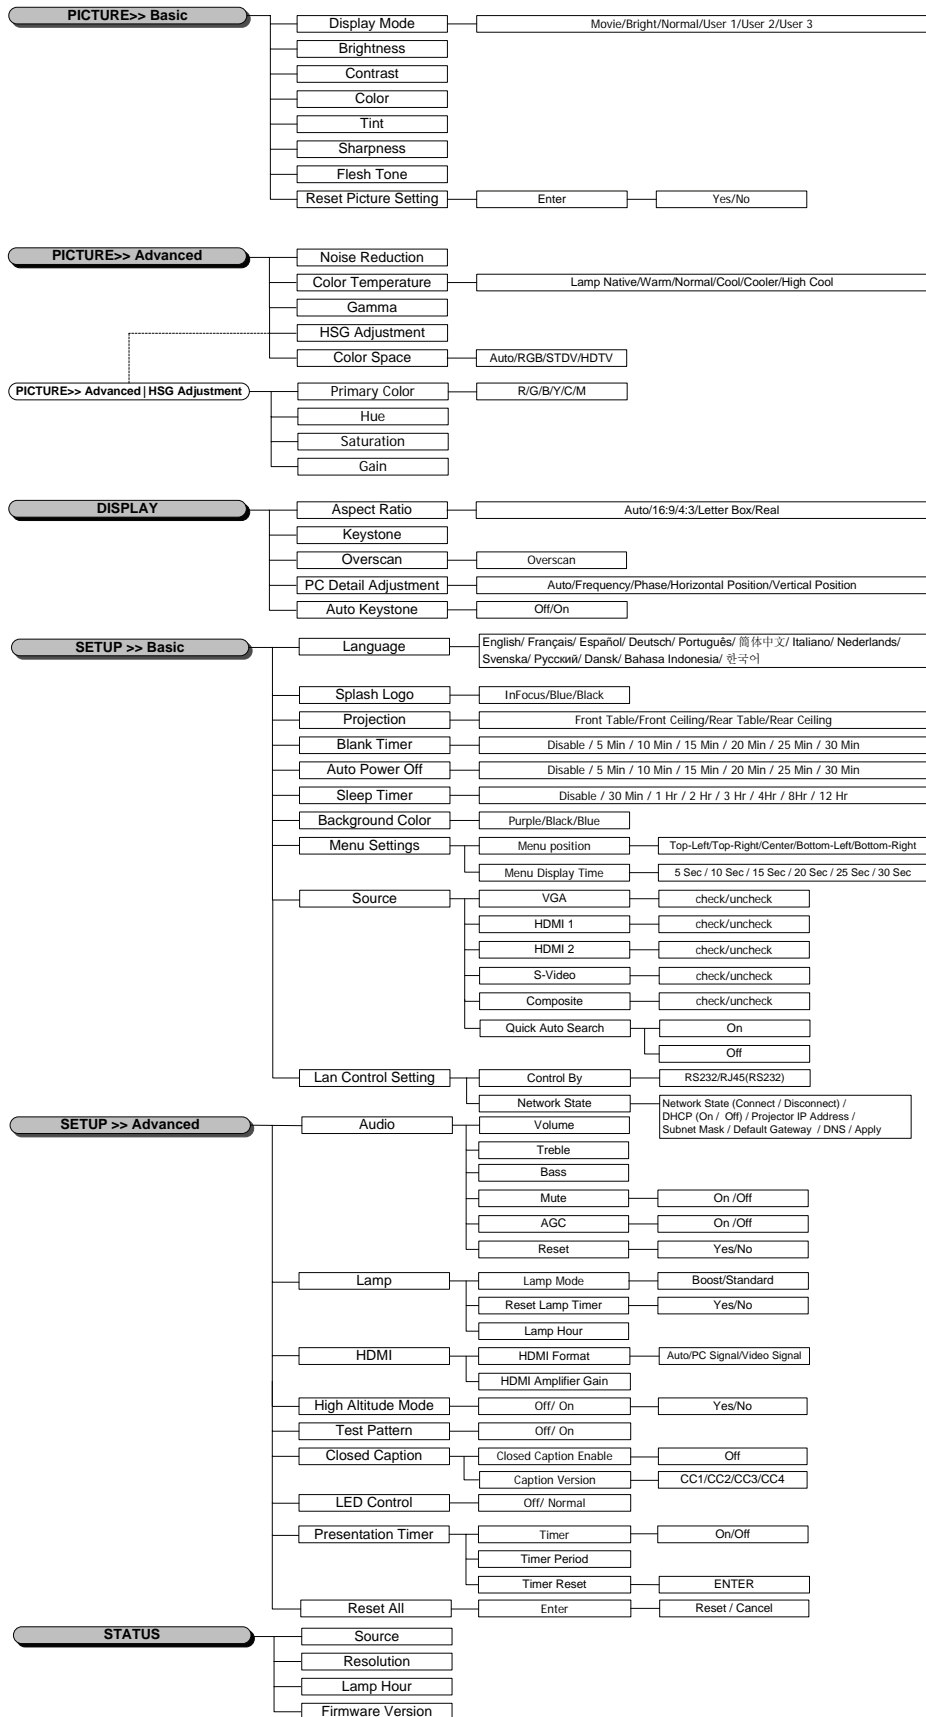 PICTURE>> Basic
Display Mode
Movie/Bright/Normal/User 1/User 2/User 3
Brightness
Contrast
Color
Tint
Sharpness
Flesh Tone
Reset Picture Setting
Enter
Yes/No
PICTURE>> Advanced
Noise Reduction
Color Temperature
Lamp Native/Warm/Normal/Cool/Cooler/High Cool
Gamma
HSG Adjustment
Color Space
Auto/RGB/STDV/HDTV
PICTURE>> Advanced | HSG Adjustment
Primary Color
R/G/B/Y/C/M
Hue
Saturation
Gain
DISPLAY
Aspect Ratio
Auto/16:9/4:3/Letter Box/Real
Keystone
Overscan
Overscan
PC Detail Adjustment
Auto/Frequency/Phase/Horizontal Position/Vertical Position
Auto Keystone
Off/On
SETUP >> Basic
Language
English/ Français/ Español/ Deutsch/ Português/ 簡体中文/ Italiano/ Nederlands/
Svenska/ Русский/ Dansk/ Bahasa Indonesia/ 한국어
Splash Logo
InFocus/Blue/Black
Projection
Front Table/Front Ceiling/Rear Table/Rear Ceiling
Blank Timer
Disable / 5 Min / 10 Min / 15 Min / 20 Min / 25 Min / 30 Min
Auto Power Off
Disable / 5 Min / 10 Min / 15 Min / 20 Min / 25 Min / 30 Min
Sleep Timer
Disable / 30 Min / 1 Hr / 2 Hr / 3 Hr / 4Hr / 8Hr / 12 Hr
Background Color
Purple/Black/Blue
Menu Settings
Menu position
Top-Left/Top-Right/Center/Bottom-Left/Bottom-Right
Menu Display Time
5 Sec / 10 Sec / 15 Sec / 20 Sec / 25 Sec / 30 Sec
Source
VGA
check/uncheck
HDMI 1
check/uncheck
HDMI 2
check/uncheck
S-Video
check/uncheck
Composite
check/uncheck
Quick Auto Search
On
Off
Lan Control Setting
Control By
RS232/RJ45(RS232)
Network State
Network State (Connect / Disconnect) /
DHCP (On / Off) / Projector IP Address /
Subnet Mask / Default Gateway / DNS / Apply
SETUP >> Advanced
Audio
Volume
Treble
Bass
Mute
On /Off
AGC
On /Off
Reset
Yes/No
Lamp
Lamp Mode
Boost/Standard
Reset Lamp Timer
Yes/No
Lamp Hour
HDMI
HDMI Format
Auto/PC Signal/Video Signal
HDMI Amplifier Gain
High Altitude Mode
Off/ On
Yes/No
Test Pattern
Off/ On
Closed Caption
Closed Caption Enable
Off
Caption Version
CC1/CC2/CC3/CC4
LED Control
Off/ Normal
Presentation Timer
Timer
On/Off
Timer Period
Timer Reset
ENTER
Reset All
Enter
Reset / Cancel
STATUS
Source
Resolution
Lamp Hour
Firmware Version